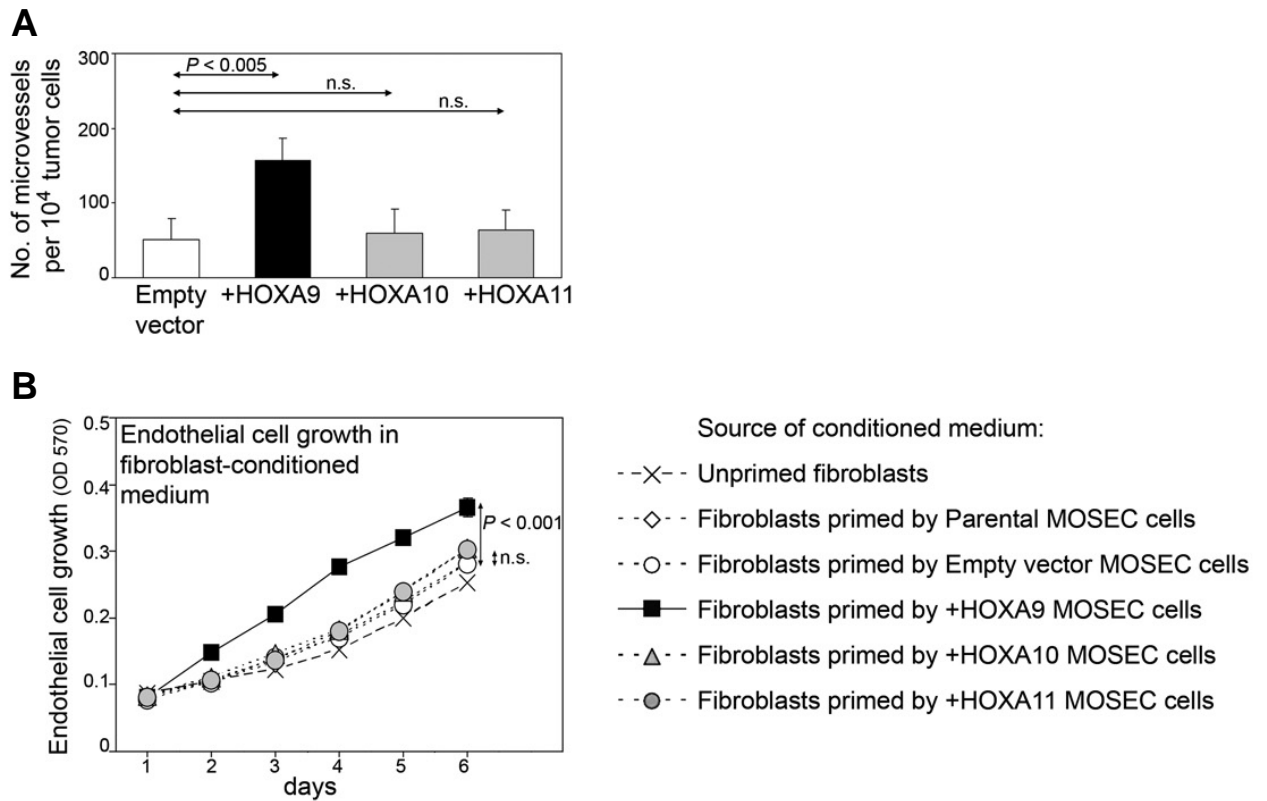 A
No. of microvessels
per 10⁴ tumor cells
300
200
100
0
P < 0.005
n.s.
n.s.
Empty
vector
+HOXA9
+HOXA10
+HOXA11
B
Endothelial cell growth (OD 570)
0.5
0.4
0.3
0.2
0.1
0
Endothelial cell growth in
fibroblast-conditioned
medium
P < 0.001
n.s.
1 2 3 4 5 6
days
Source of conditioned medium:
Unprimed fibroblasts
Fibroblasts primed by Parental MOSEC cells
Fibroblasts primed by Empty vector MOSEC cells
Fibroblasts primed by +HOXA9 MOSEC cells
Fibroblasts primed by +HOXA10 MOSEC cells
Fibroblasts primed by +HOXA11 MOSEC cells